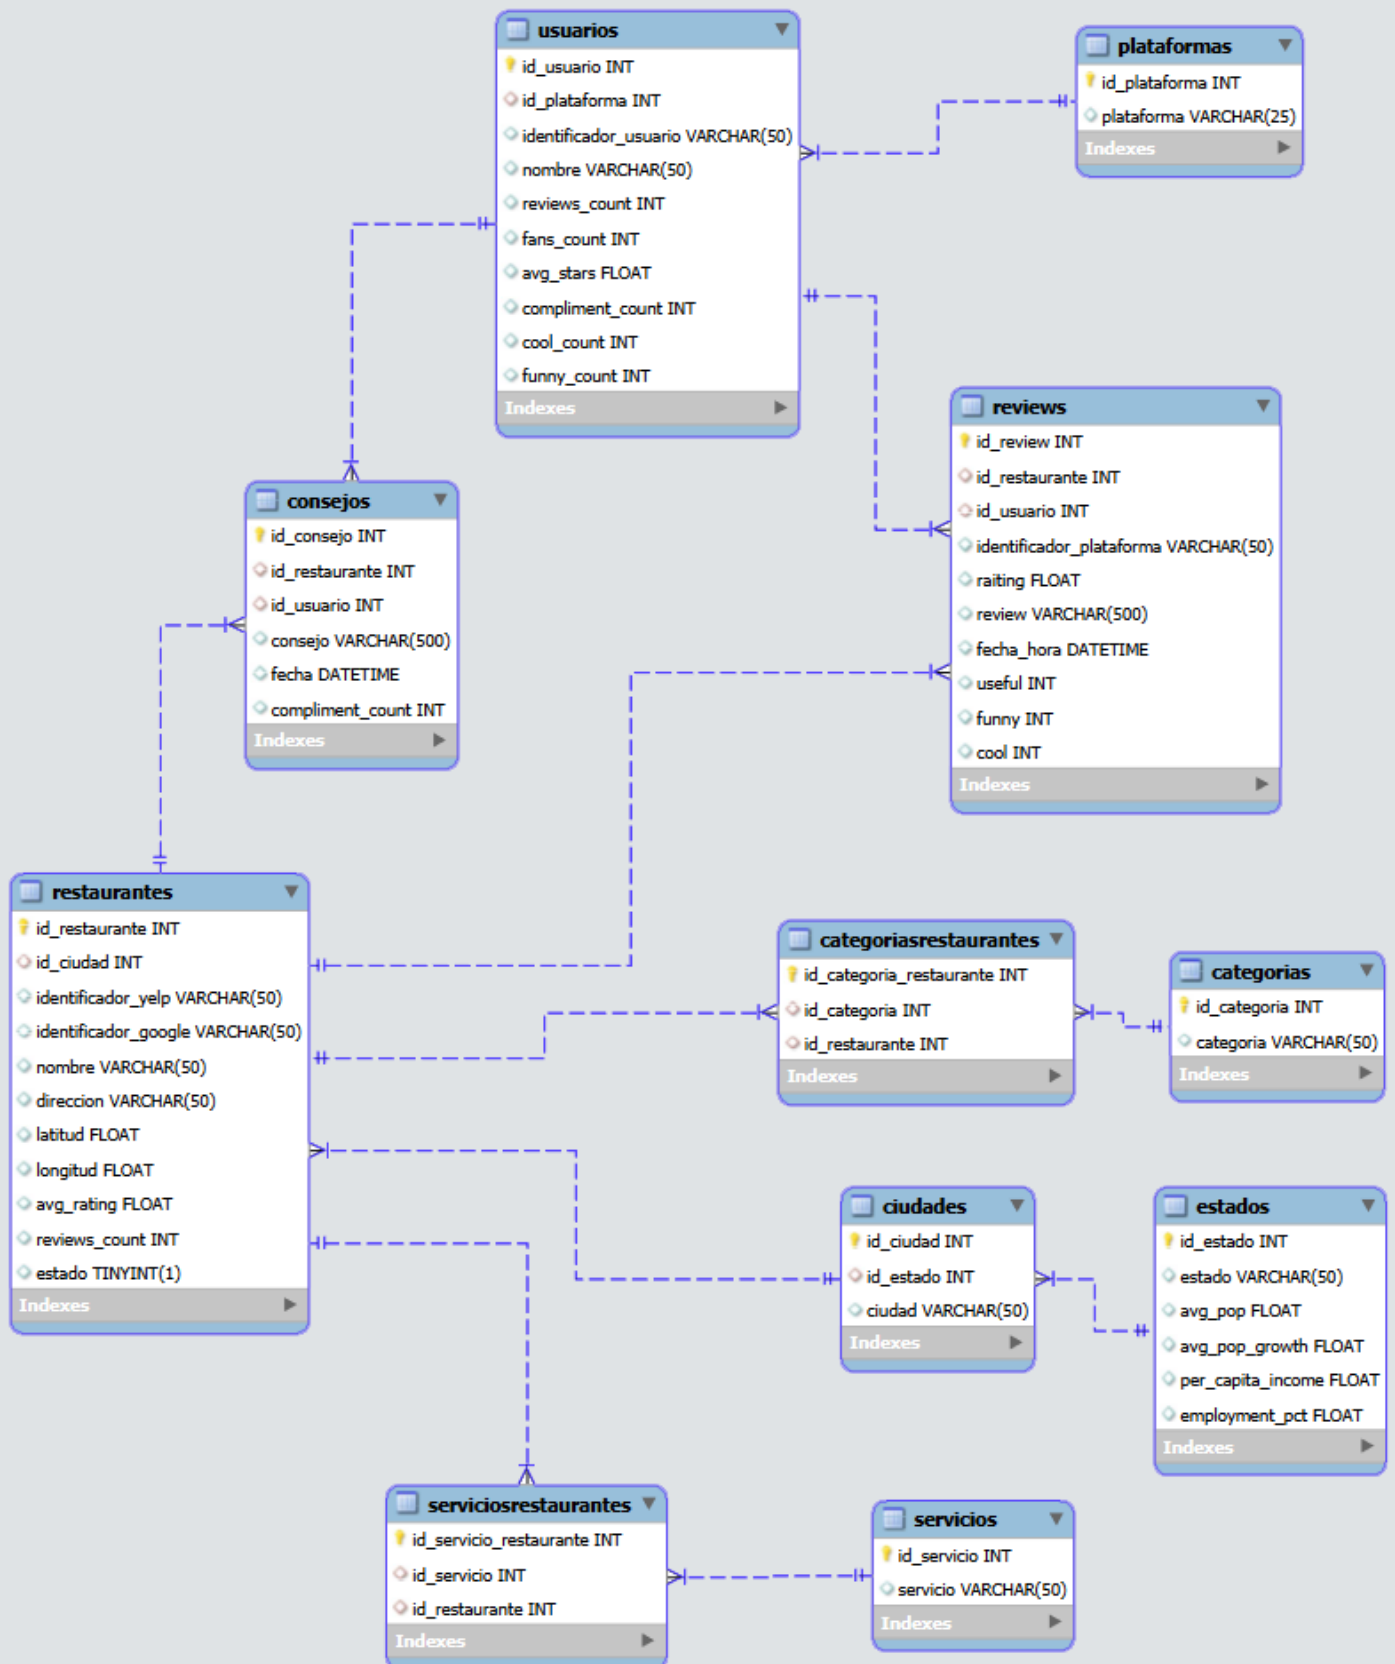 usuarios
id_usuario INT
id_plataforma INT
identificador_usuario VARCHAR(50)
nombre VARCHAR(50)
reviews_count INT
fans_count INT
avg_stars FLOAT
compliment_count INT
cool_count INT
funny_count INT
Indexes
plataformas
id_plataforma INT
plataforma VARCHAR(25)
Indexes
reviews
id_review INT
id_restaurante INT
id_usuario INT
identificador_plataforma VARCHAR(50)
raiting FLOAT
review VARCHAR(500)
fecha_hora DATETIME
useful INT
funny INT
cool INT
Indexes
consejos
id_consejo INT
id_restaurante INT
id_usuario INT
consejo VARCHAR(500)
fecha DATETIME
compliment_count INT
Indexes
restaurantes
id_restaurante INT
id_ciudad INT
identificador_yelp VARCHAR(50)
identificador_google VARCHAR(50)
nombre VARCHAR(50)
direccion VARCHAR(50)
latitud FLOAT
longitud FLOAT
avg_rating FLOAT
reviews_count INT
estado TINYINT(1)
Indexes
categoriasrestaurantes
id_categoria_restaurante INT
id_categoria INT
id_restaurante INT
Indexes
categorias
id_categoria INT
categoria VARCHAR(50)
Indexes
ciudades
id_ciudad INT
id_estado INT
ciudad VARCHAR(50)
Indexes
estados
id_estado INT
estado VARCHAR(50)
avg_pop FLOAT
avg_pop_growth FLOAT
per_capita_income FLOAT
employment_pct FLOAT
Indexes
serviciosrestaurantes
id_servicio_restaurante INT
id_servicio INT
id_restaurante INT
Indexes
servicios
id_servicio INT
servicio VARCHAR(50)
Indexes